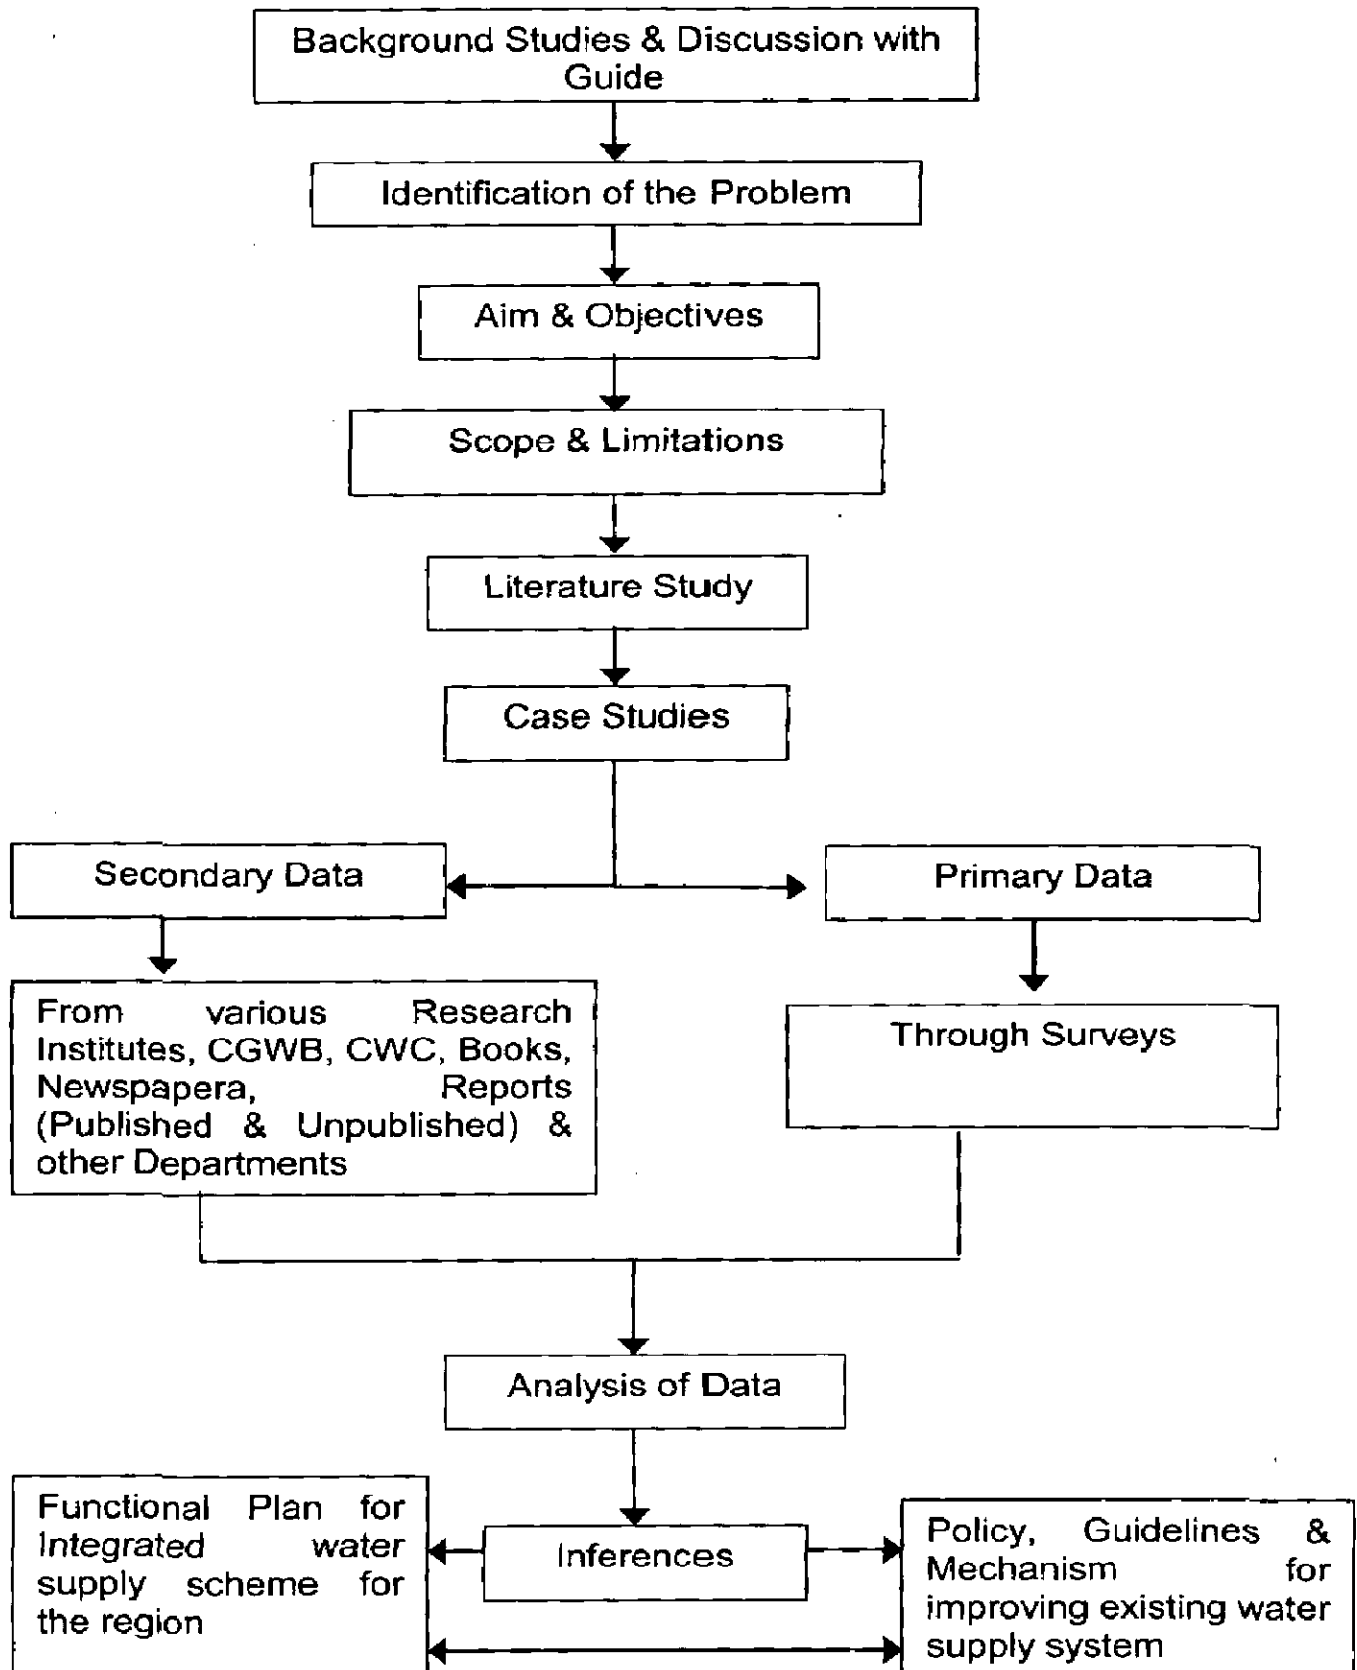 Background Studies & Discussion with
Guide
Identification of the Problem
Aim & Objectives
Scope & Limitations
Literature Study
Case Studies
Secondary Data
Primary Data
From various Research
Institutes, CGWB, CWC, Books,
Newspapera, Reports
(Published & Unpublished) &
other Departments
Through Surveys
Analysis of Data
Functional Plan for
Integrated water
supply scheme for
the region
Inferences
Policy, Guidelines &
Mechanism for
improving existing water
supply system